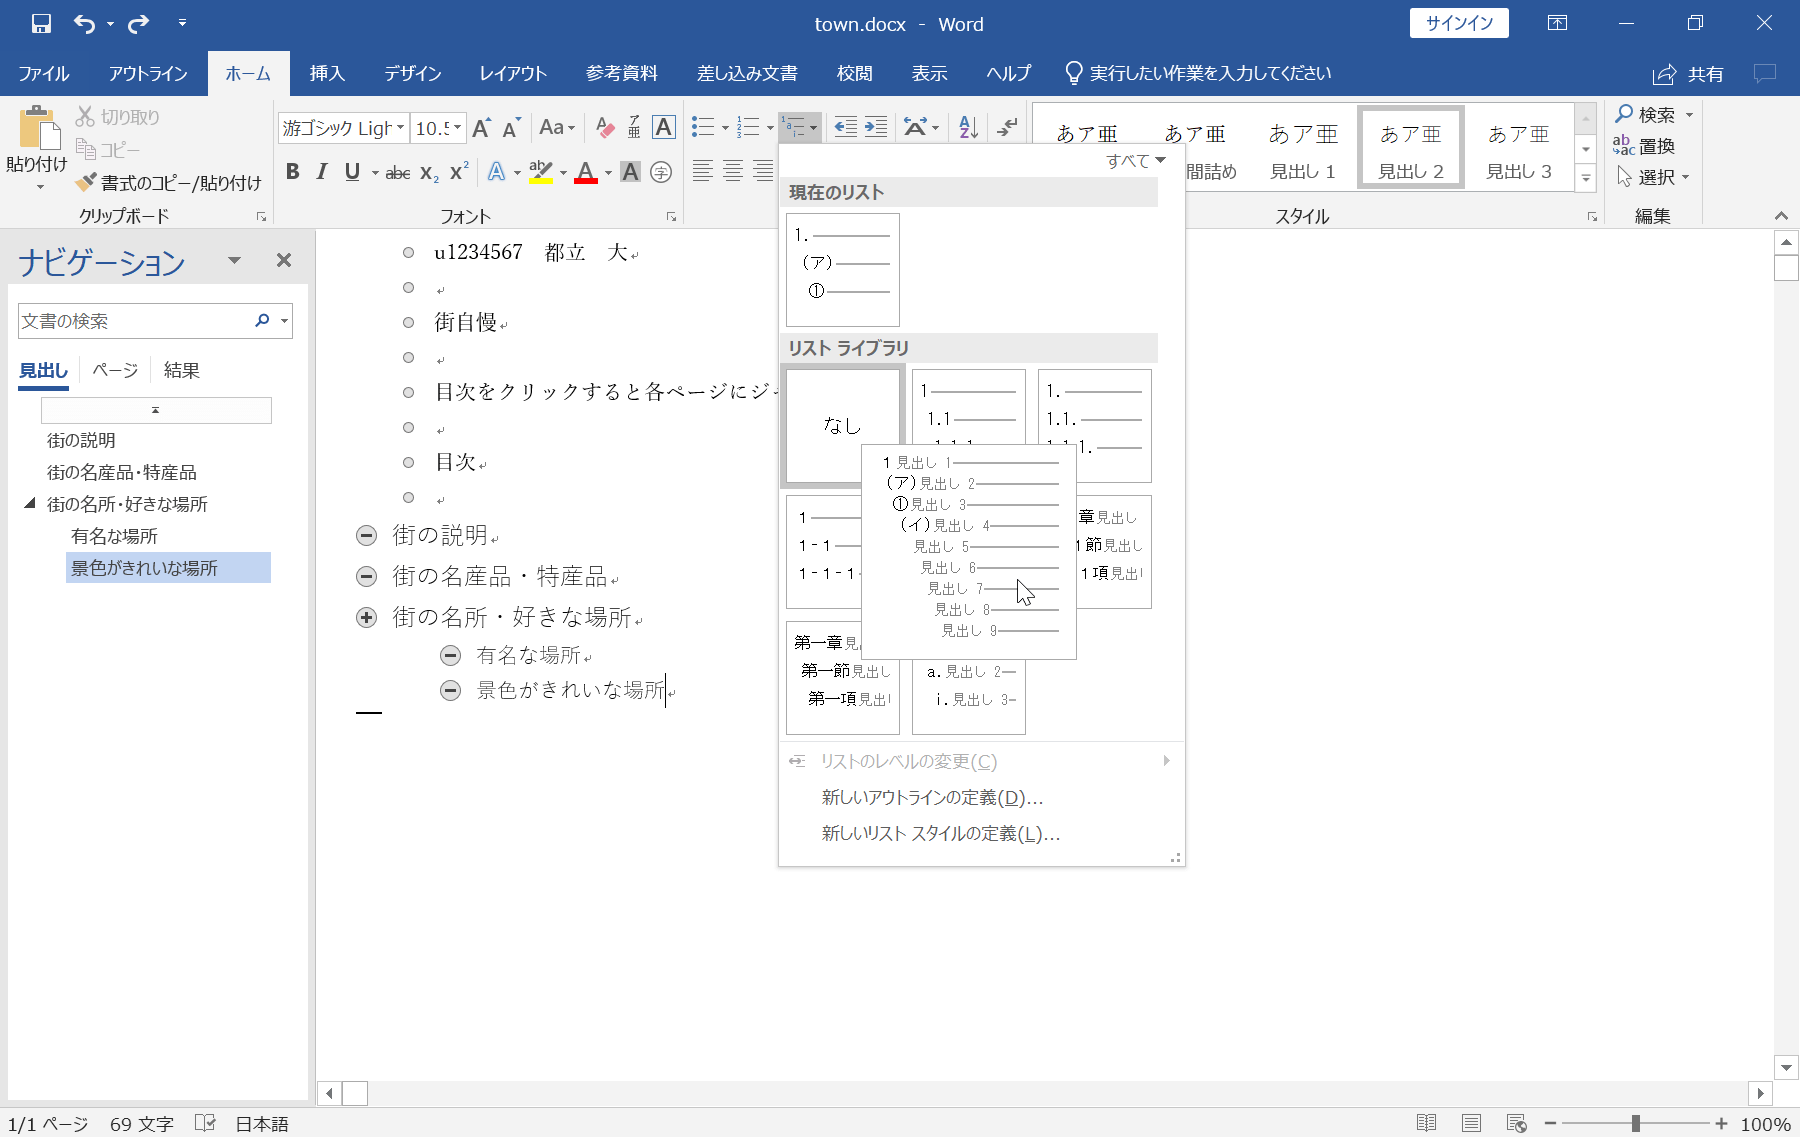 town.docx - Word
サインイン
ファイル アウトライン ホーム 挿入 デザイン レイアウト 参考資料 差し込み文書 校閲 表示 ヘルプ 実行したい作業を入力してください 共有
貼り付け
切り取り
コピー
書式のコピー/貼り付け
クリップボード
游ゴシック Ligh 10.5
フォント
あア亜 あア亜 あア亜 あア亜 あア亜
間詰め 見出し 1 見出し 2 見出し 3
スタイル
検索
置換
選択
編集
ナビゲーション
文書の検索
見出し ページ 結果
街の説明
街の名産品・特産品
街の名所・好きな場所
有名な場所
景色がきれいな場所
u1234567 都立 大
街自慢
目次をクリックすると各ページにジ
目次
街の説明
街の名産品・特産品
街の名所・好きな場所
有名な場所
景色がきれいな場所
すべて
現在のリスト
1.
(ア)
①
リスト ライブラリ
なし
1
1.1
1.1.1
1.
1.1.
1.1.1.
1
1-1
1-1-1
章見出し
1節見出し
1項見出し
1 見出し 1
(ア)見出し 2
①見出し 3
(イ)見出し 4
見出し 5
見出し 6
見出し 7
見出し 8
見出し 9
第一章見
第一節見出し
第一項見出し
a.見出し 2
i.見出し 3
リストのレベルの変更(C)
新しいアウトラインの定義(D)...
新しいリスト スタイルの定義(L)...
1/1 ページ 69 文字 日本語
100%